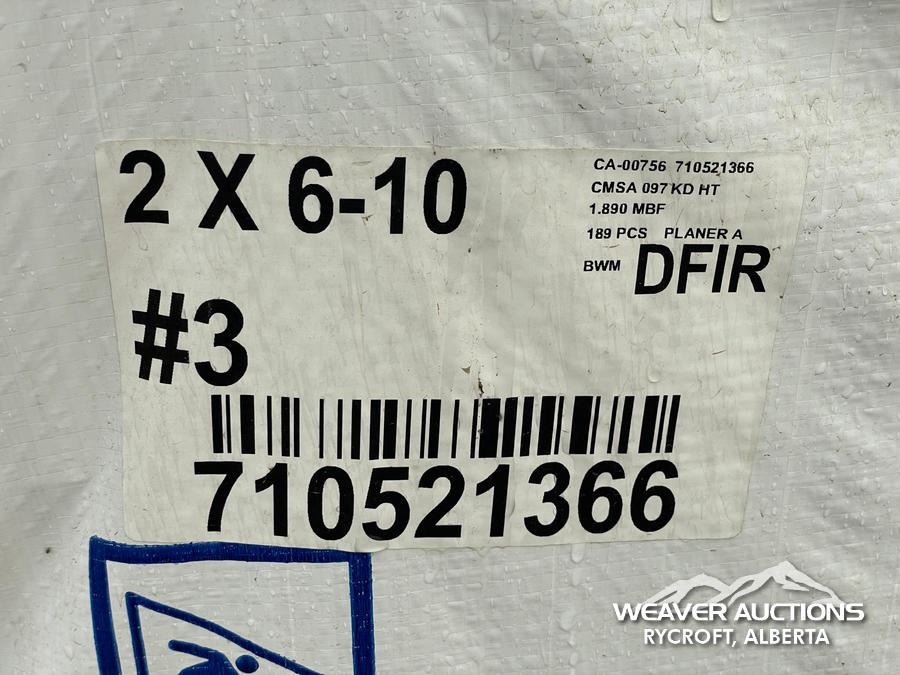 2 X 6-10
CA-00756 710521366
CMSA 097 KD HT
1.890 MBF
189 PCS PLANER A
BWM DFIR
#3
710521366
WEAVER AUCTIONS
RYCROFT, ALBERTA